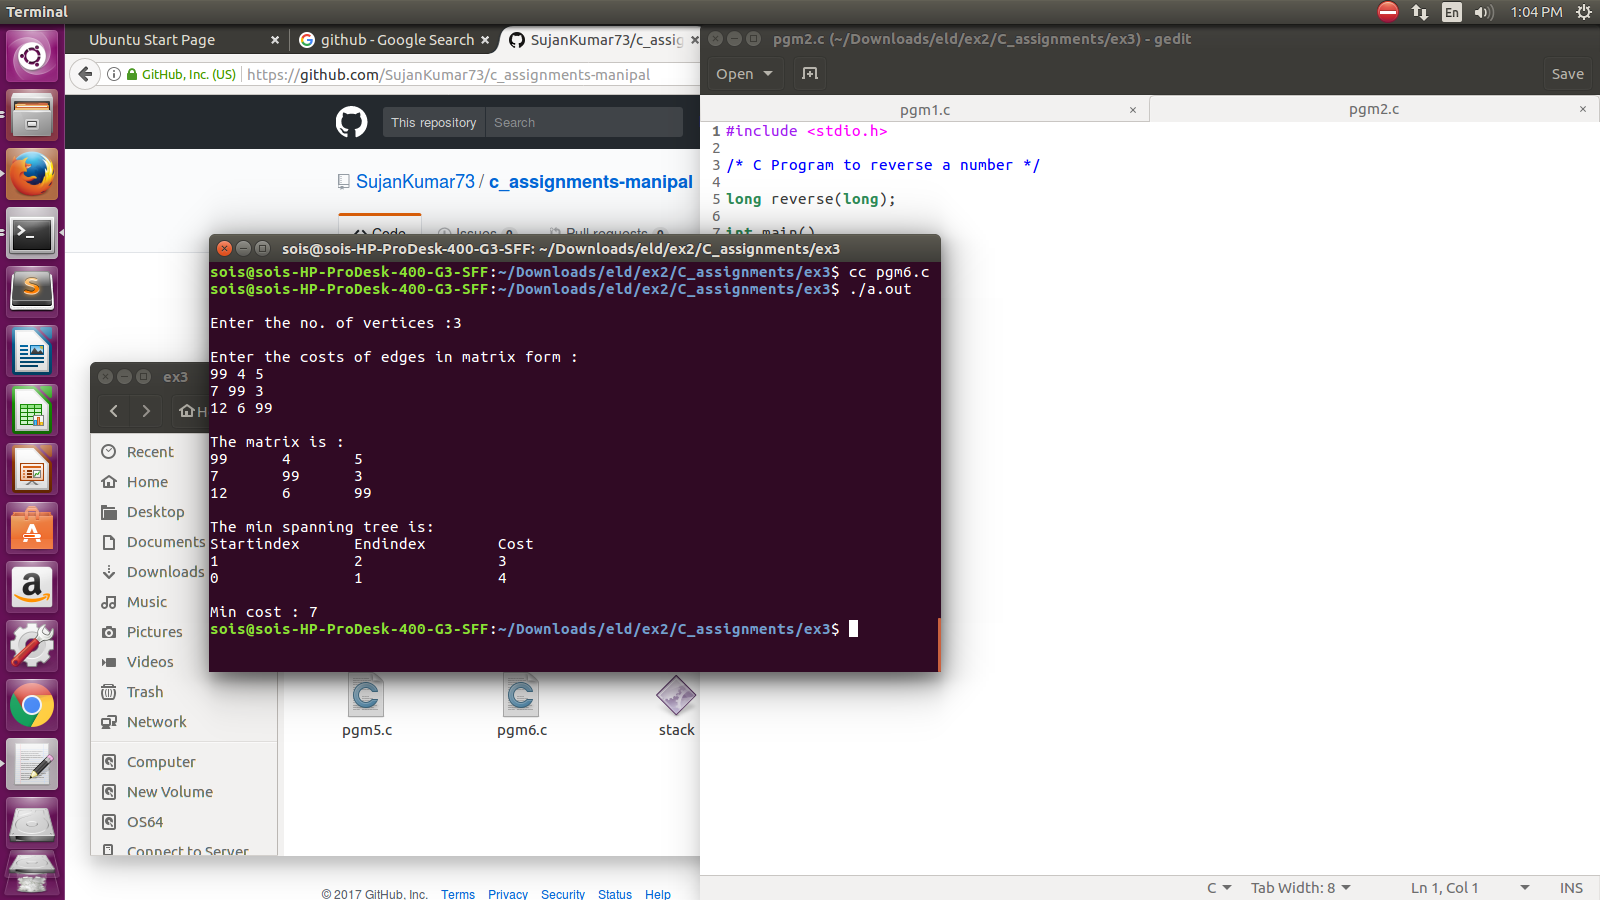 Terminal
En
1:04 PM
Ubuntu Start Page
github - Google Search
SujanKumar73/c_assig
GitHub, Inc. (US)
https://github.com/SujanKumar73/c_assignments-manipal
This repository
Search
SujanKumar73 / c_assignments-manipal
Code
Issues 0
Pull requests 0
pgm2.c (~/Downloads/eld/ex2/C_assignments/ex3) - gedit
Open
Save
pgm1.c
pgm2.c
1 #include <stdio.h>
2
3 /* C Program to reverse a number */
4
5 long reverse(long);
6
7 int main()
sois@sois-HP-ProDesk-400-G3-SFF: ~/Downloads/eld/ex2/C_assignments/ex3
sois@sois-HP-ProDesk-400-G3-SFF:~/Downloads/eld/ex2/C_assignments/ex3$ cc pgm6.c
sois@sois-HP-ProDesk-400-G3-SFF:~/Downloads/eld/ex2/C_assignments/ex3$ ./a.out
Enter the no. of vertices :3
Enter the costs of edges in matrix form :
99 4 5
7 99 3
12 6 99
The matrix is :
99 4 5
7 99 3
12 6 99
The min spanning tree is:
Startindex Endindex Cost
1 2 3
0 1 4
Min cost : 7
sois@sois-HP-ProDesk-400-G3-SFF:~/Downloads/eld/ex2/C_assignments/ex3$
ex3
H
Recent
Home
Desktop
Documents
Downloads
Music
Pictures
Videos
Trash
Network
Computer
New Volume
OS64
Connect to Server
pgm5.c
pgm6.c
stack
© 2017 GitHub, Inc.
Terms
Privacy
Security
Status
Help
C
Tab Width: 8
Ln 1, Col 1
INS